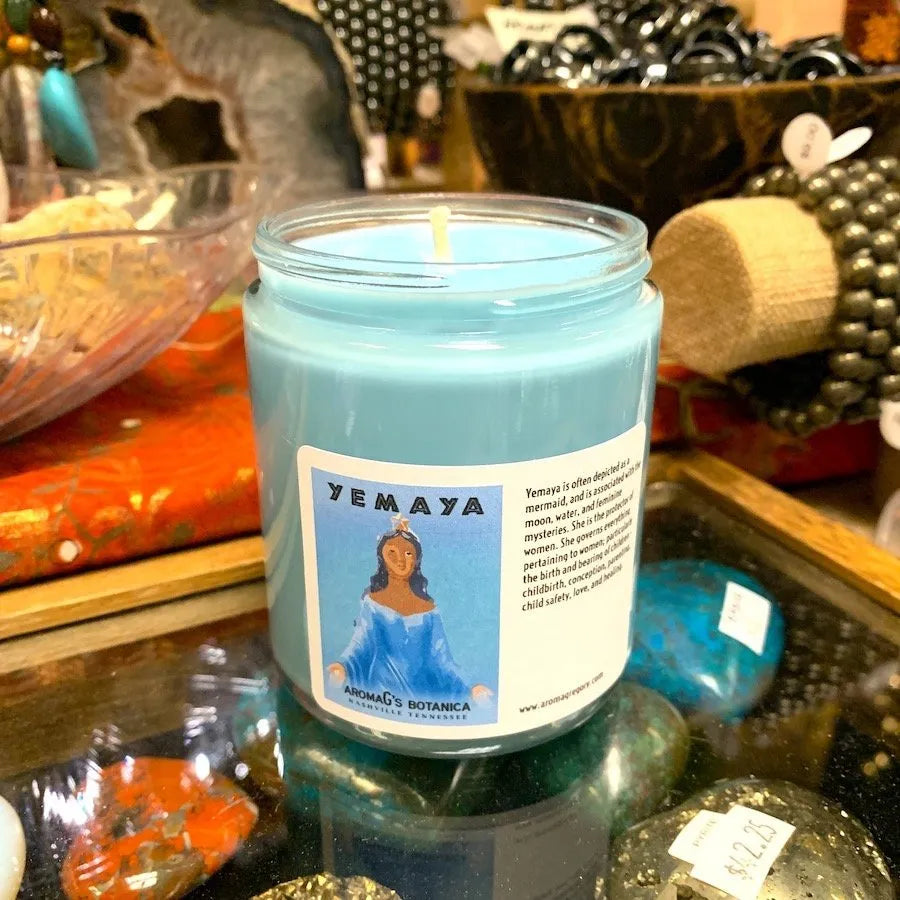 YEMAYA
AROMAG'S BOTANICA
NASHVILLE TENNESSEE
Yemaya is often depicted as a
mermaid, and is associated with the
moon, water, and feminine
mysteries. She is the protector of
women. She governs everything
pertaining to women; particularly
the birth and bearing of children,
childbirth, conception, parenting,
child safety, love, and healing.
www.aromagregory.com
$42.25